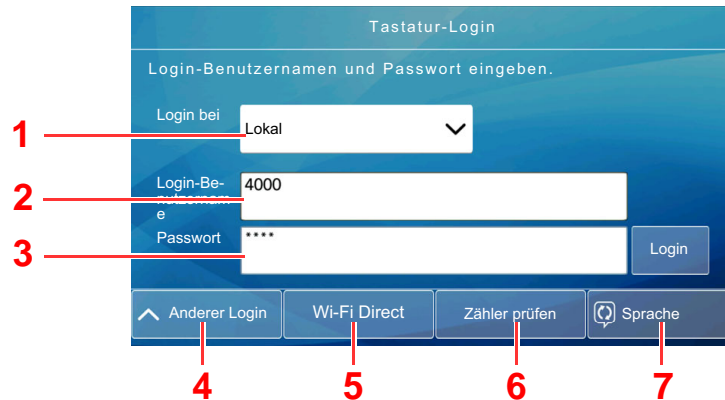 Tastatur-Login
Login-Benutzernamen und Passwort eingeben.
Login bei
1
Lokal
Login-Be-
nutzernam
e
2
4000
Passwort
3
****
Login
Anderer Login
Wi-Fi Direct
Zähler prüfen
Sprache
4
5
6
7